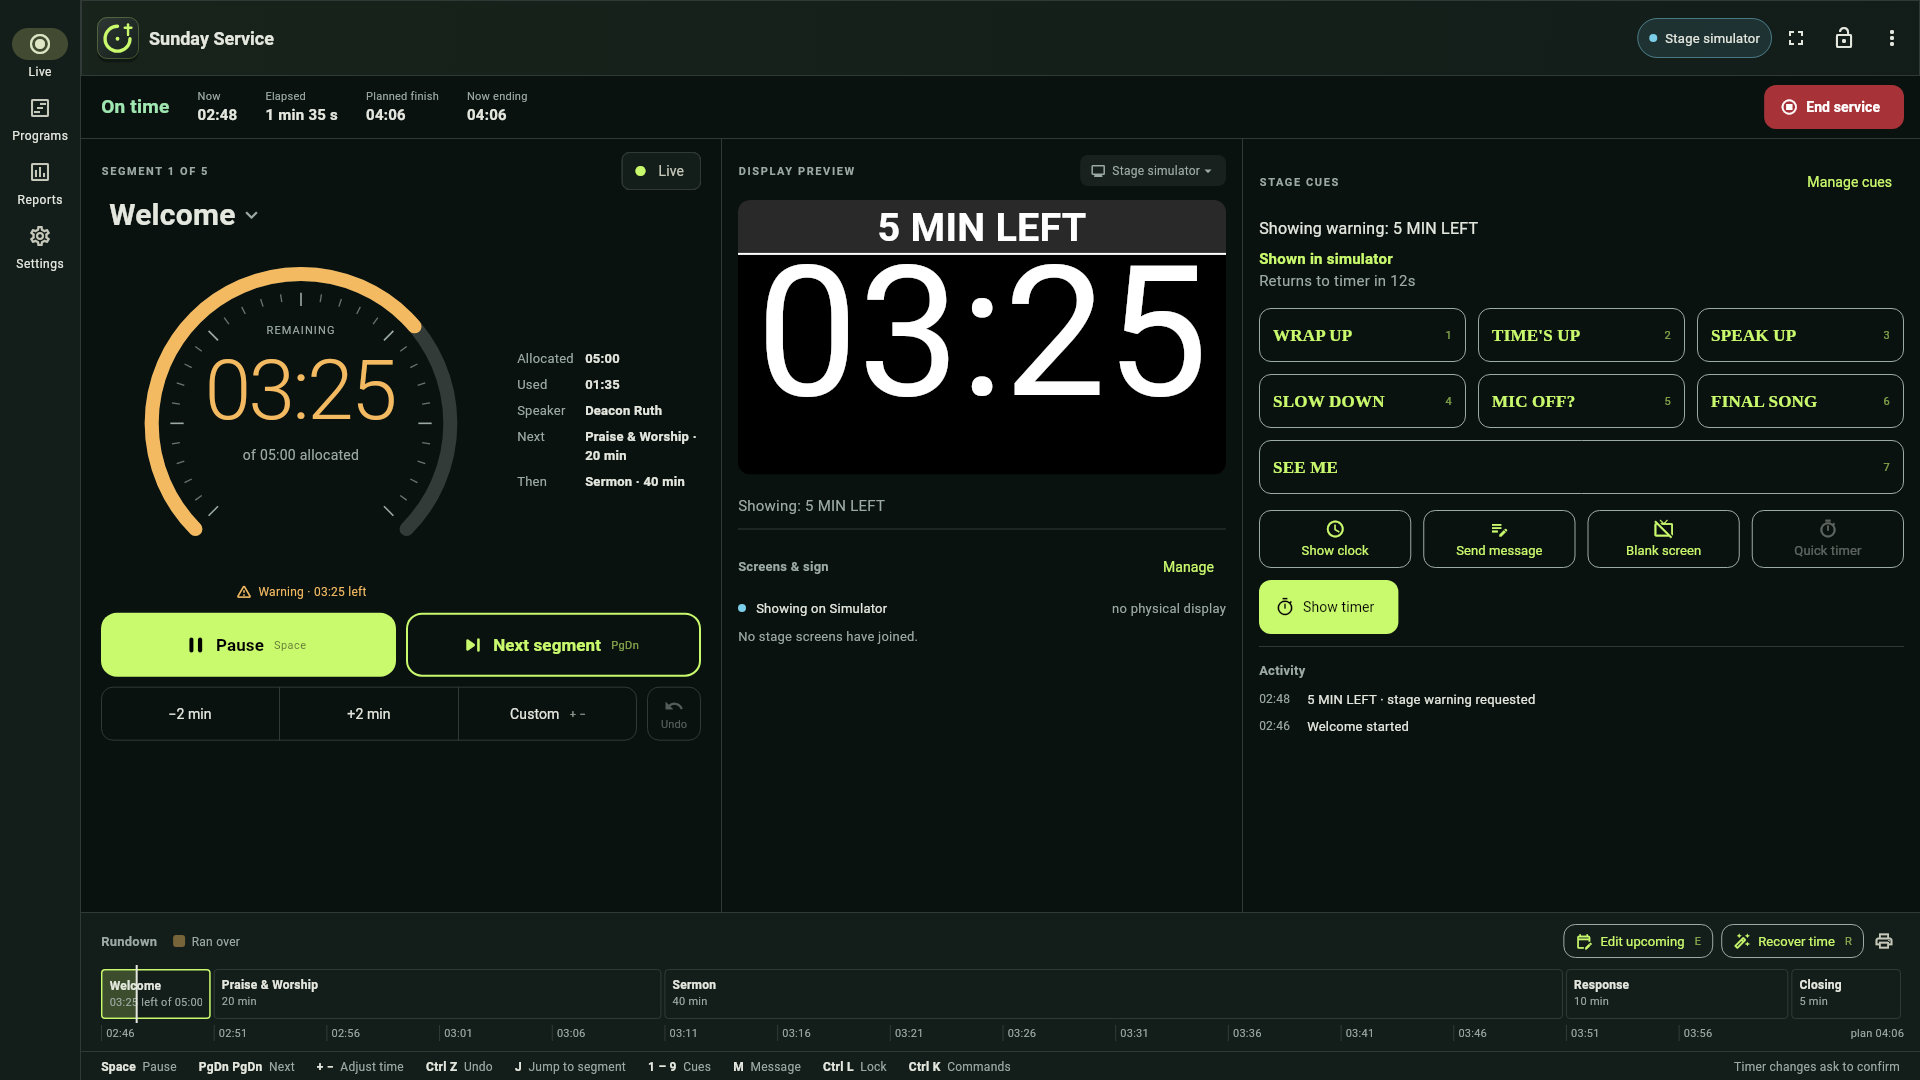 Live
Programs
Reports
Settings
Sunday Service
Stage simulator
On time
Now
02:48
Elapsed
1 min 35 s
Planned finish
04:06
Now ending
04:06
End service
SEGMENT 1 OF 5
Live
Welcome
REMAINING
03:25
of 05:00 allocated
Allocated 05:00
Used 01:35
Speaker Deacon Ruth
Next Praise & Worship ·
20 min
Then Sermon · 40 min
Warning · 03:25 left
Pause Space
Next segment PgDn
−2 min
+2 min
Custom + −
Undo
DISPLAY PREVIEW
Stage simulator
5 MIN LEFT
03:25
Showing: 5 MIN LEFT
Screens & sign
Manage
Showing on Simulator
no physical display
No stage screens have joined.
STAGE CUES
Manage cues
Showing warning: 5 MIN LEFT
Shown in simulator
Returns to timer in 12s
WRAP UP 1
TIME'S UP 2
SPEAK UP 3
SLOW DOWN 4
MIC OFF? 5
FINAL SONG 6
SEE ME 7
Show clock
Send message
Blank screen
Quick timer
Show timer
Activity
02:48 5 MIN LEFT · stage warning requested
02:46 Welcome started
Rundown
Ran over
Edit upcoming E
Recover time R
Welcome
03:25 left of 05:00
Praise & Worship
20 min
Sermon
40 min
Response
10 min
Closing
5 min
02:46 02:51 02:56 03:01 03:06 03:11 03:16 03:21 03:26 03:31 03:36 03:41 03:46 03:51 03:56 plan 04:06
Space Pause PgDn PgDn Next + − Adjust time Ctrl Z Undo J Jump to segment 1 – 9 Cues M Message Ctrl L Lock Ctrl K Commands
Timer changes ask to confirm